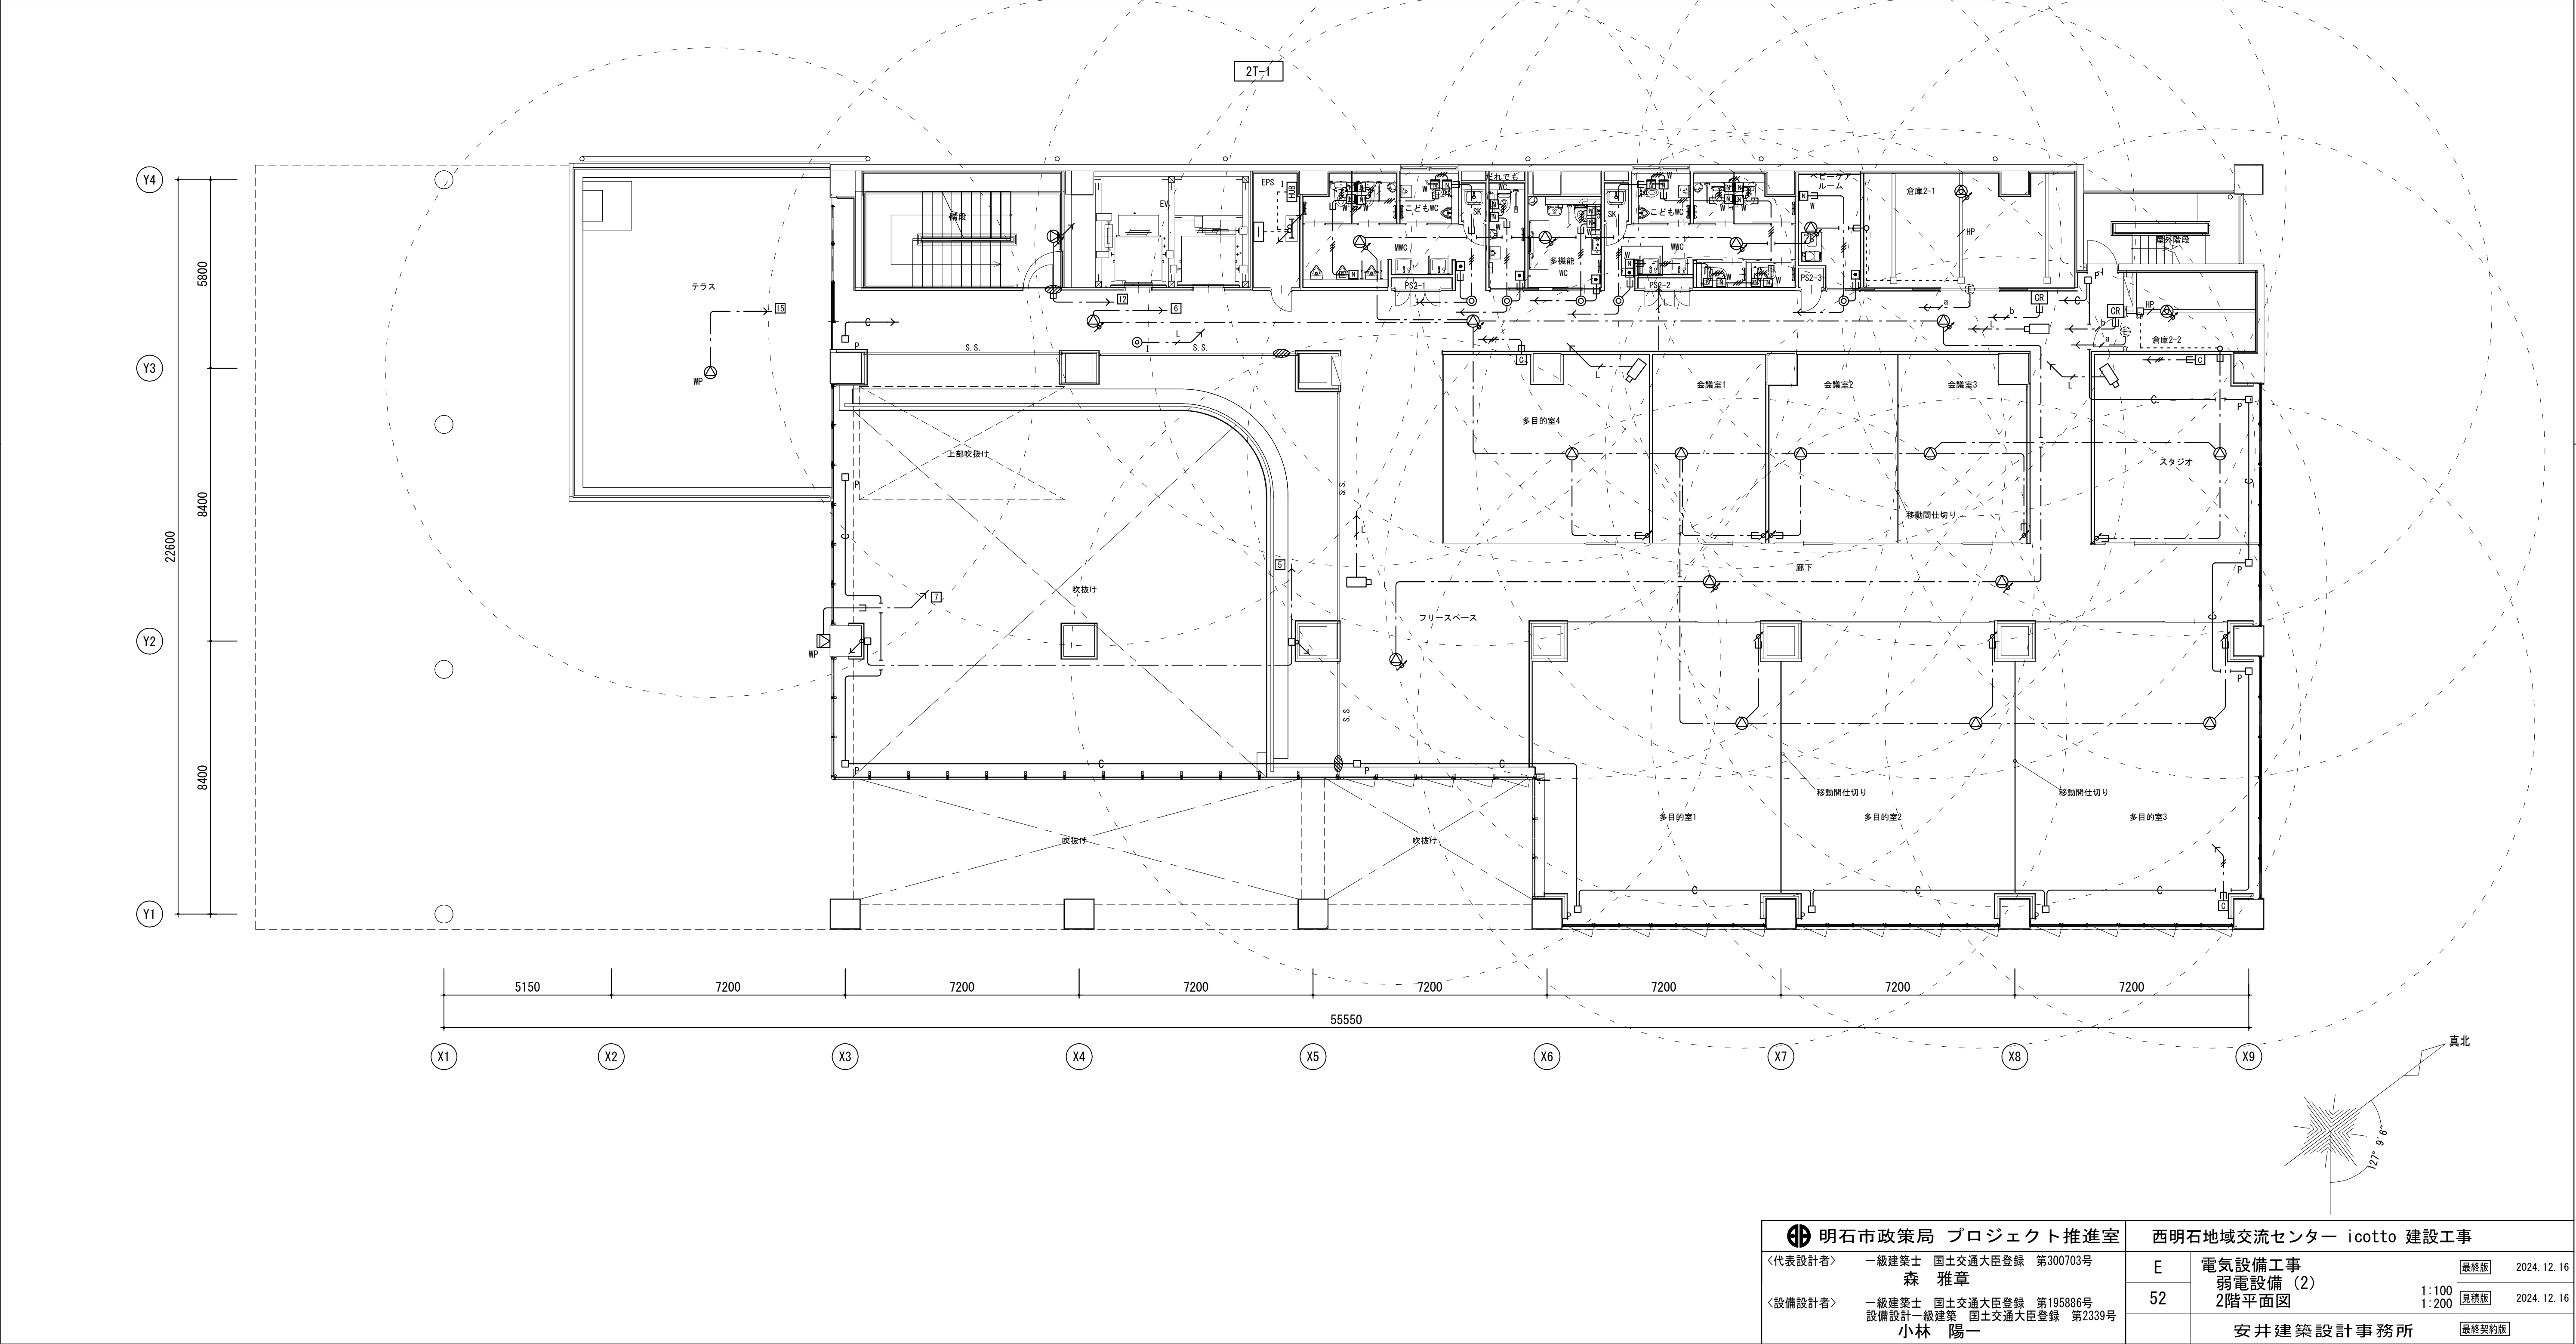 2T-1
Y4
Y3
Y2
Y1
5800
8400
22600
8400
テラス
15
WP
階段
EV
EPS
HUB
I
こどもWC
MWC
PS2-1
SK
だれでも
WC
多機能
WC
SK
こどもWC
WWC
PS2-2
ベビーケア
ルーム
PS2-3
倉庫2-1
HP
屋外階段
倉庫2-2
HP
CR
CR
a
b
a
b
L
C
P
12
6
C
P
L
I
S.S.
S.S.
C
L
L
C
多目的室4
会議室1
会議室2
会議室3
移動間仕切り
スタジオ
C
P
C
P
C
P
上部吹抜け
吹抜け
P
C
7
WP
5
S.S.
S.S.
L
フリースペース
廊下
移動間仕切り
移動間仕切り
多目的室1
多目的室2
多目的室3
P
C
P
C
吹抜け
吹抜け
C
C
C
C
P
P
P
5150
7200
7200
7200
7200
7200
7200
7200
55550
X1
X2
X3
X4
X5
X6
X7
X8
X9
真北
127° 9′6″
明石市政策局 プロジェクト推進室
西明石地域交流センター icotto 建設工事
〈代表設計者〉 一級建築士 国土交通大臣登録 第300703号
森 雅章
〈設備設計者〉 一級建築士 国土交通大臣登録 第195886号
設備設計一級建築 国土交通大臣登録 第2339号
小林 陽一
E
52
電気設備工事
弱電設備（2）
2階平面図
1:100
1:200
最終版 2024.12.16
見積版 2024.12.16
最終契約版
安井建築設計事務所